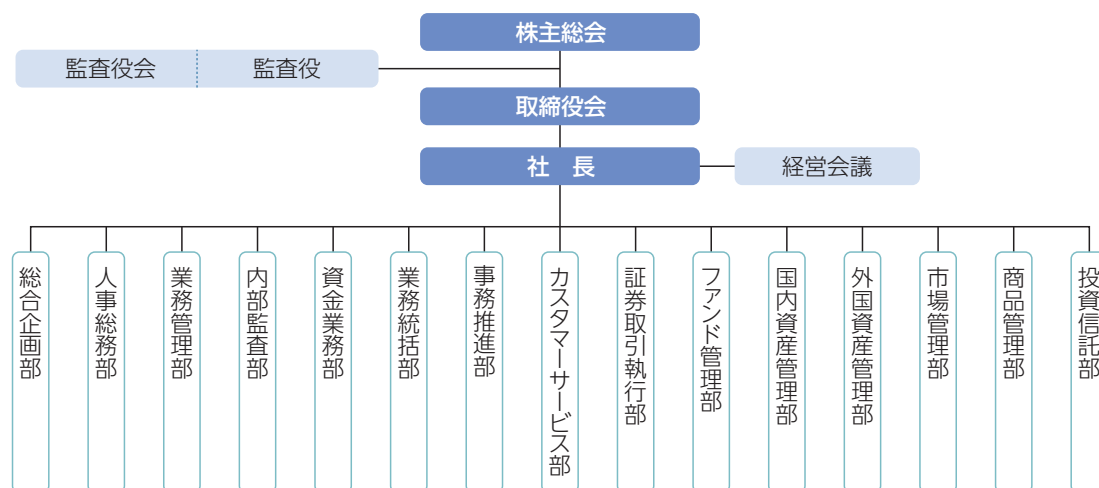 株主総会
監査役会
監査役
取締役会
社 長
経営会議
総合企画部
人事総務部
業務管理部
内部監査部
資金業務部
業務統括部
事務推進部
カスタマーサービス部
証券取引執行部
ファンド管理部
国内資産管理部
外国資産管理部
市場管理部
商品管理部
投資信託部